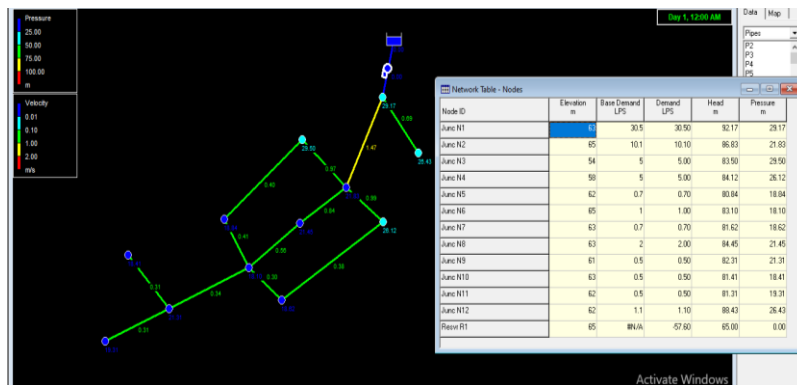 Pressure
25.00
50.00
75.00
100.00
m
Velocity
0.01
0.10
1.00
2.00
m/s
Day 1, 12:00 AM
29.17
0.69
25.43
1.47
29.50
0.97
0.99
0.40
0.84
26.12
0.41
0.55
0.38
0.30
0.34
0.31
0.31
Data Map
Pipes
P2
P3
P4
P5
Network Table - Nodes
Node ID Elevation m Base Demand LPS Demand LPS Head m Pressure m
Junc N1 63 30.5 30.50 92.17 29.17
Junc N2 65 10.1 10.10 86.83 21.83
Junc N3 54 5 5.00 83.50 29.50
Junc N4 58 5 5.00 84.12 26.12
Junc N5 62 0.7 0.70 80.84 18.84
Junc N6 65 1 1.00 83.10 18.10
Junc N7 63 0.7 0.70 81.62 18.62
Junc N8 63 2 2.00 84.45 21.45
Junc N9 61 0.5 0.50 82.31 21.31
Junc N10 63 0.5 0.50 81.41 18.41
Junc N11 62 0.5 0.50 81.31 19.31
Junc N12 62 1.1 1.10 88.43 26.43
Resvr R1 65 #N/A -57.60 65.00 0.00
Activate Windows